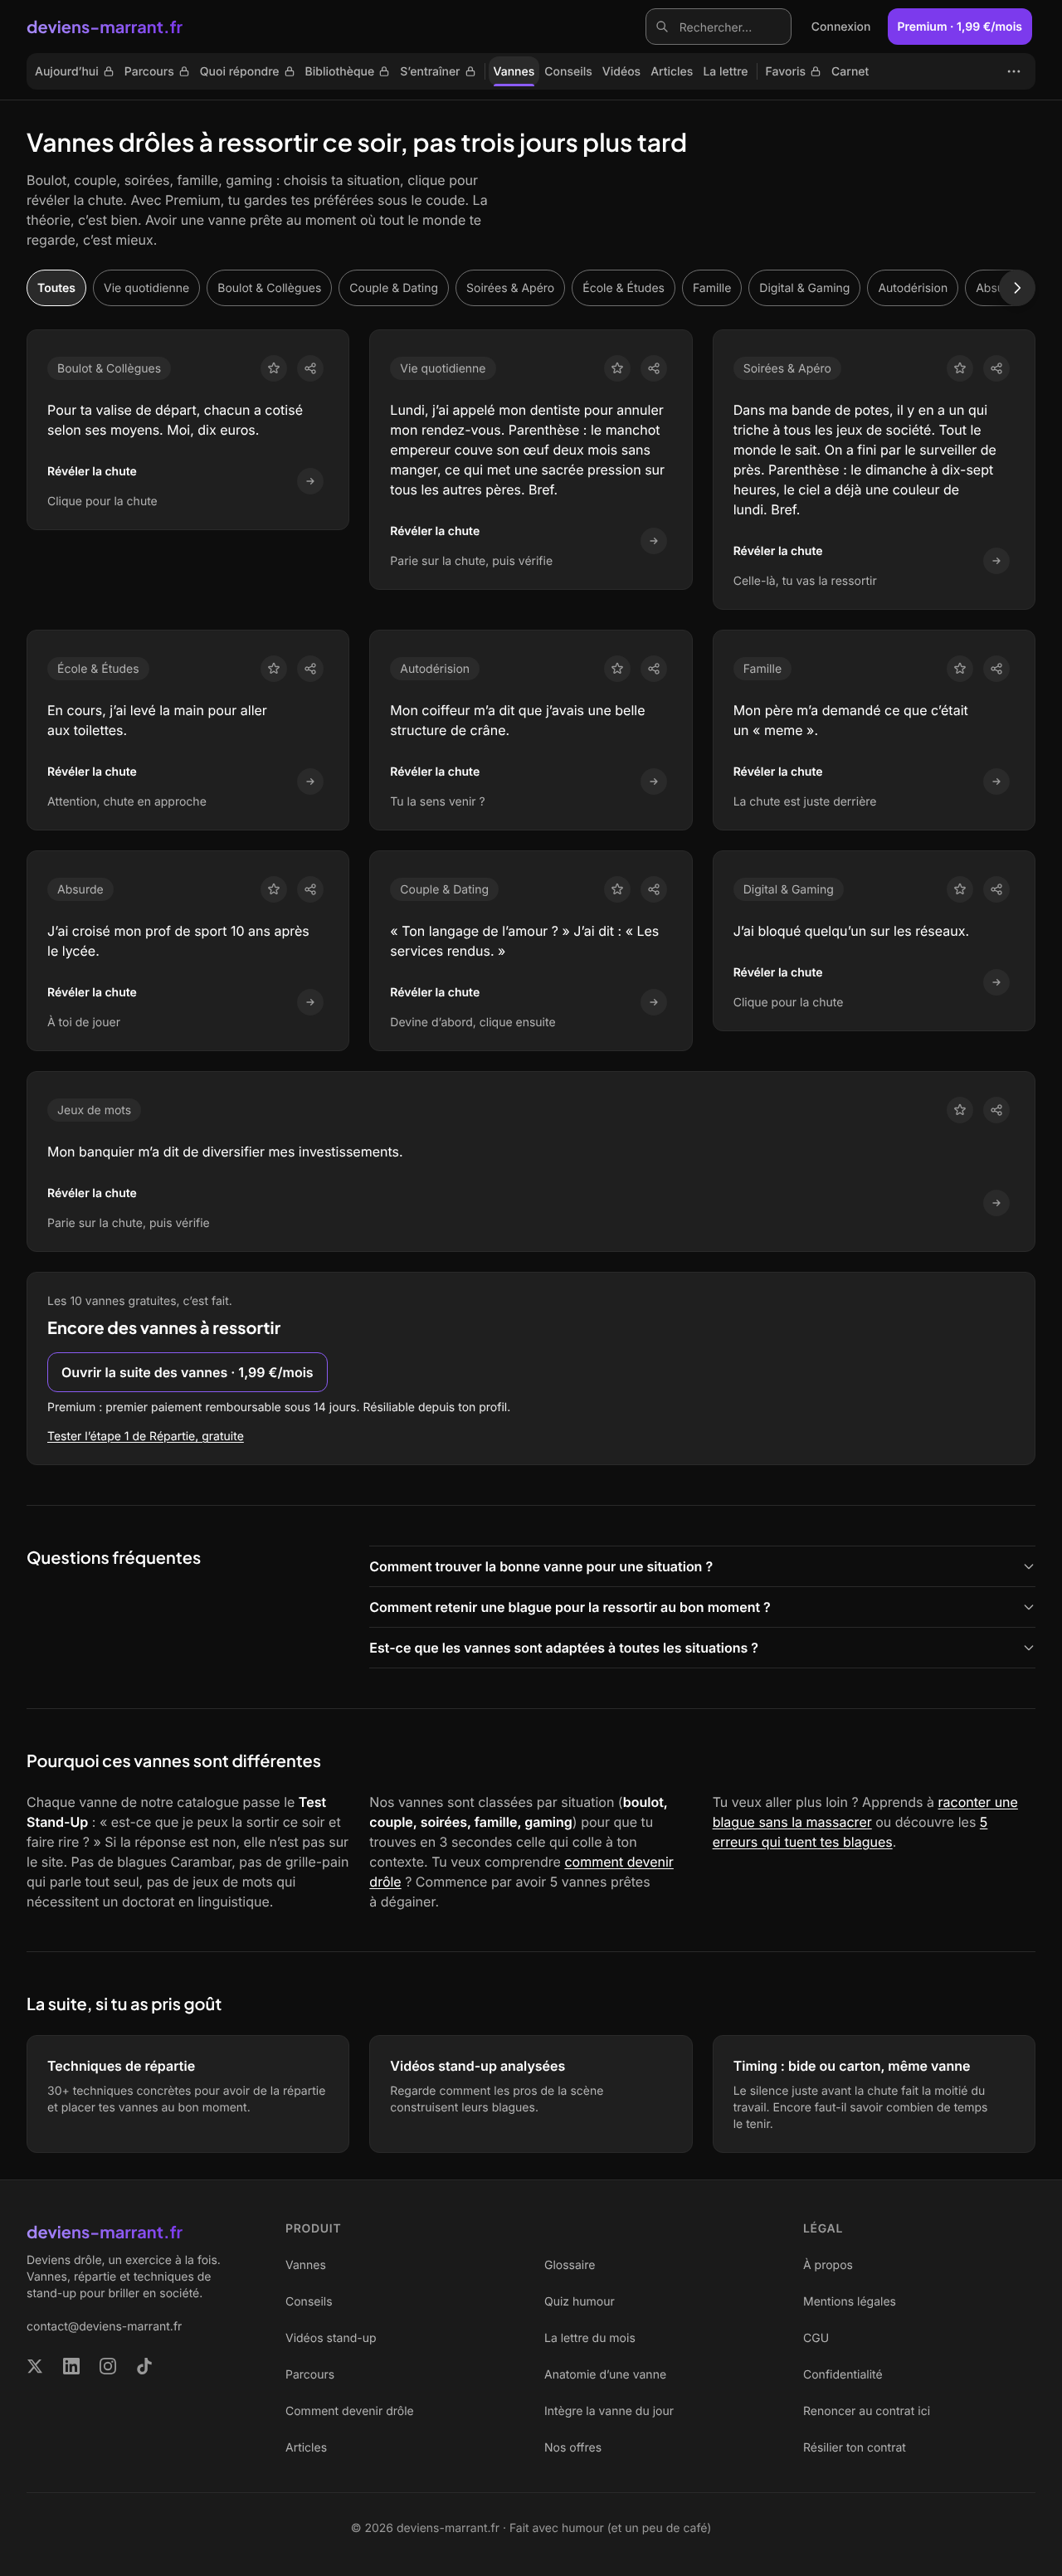 deviens-marrant.fr
Rechercher...
Connexion
Premium · 1,99 €/mois
Aujourd’hui
Parcours
Quoi répondre
Bibliothèque
S’entraîner
Vannes
Conseils
Vidéos
Articles
La lettre
Favoris
Carnet
Vannes drôles à ressortir ce soir, pas trois jours plus tard
Boulot, couple, soirées, famille, gaming : choisis ta situation, clique pour
révéler la chute. Avec Premium, tu gardes tes préférées sous le coude. La
théorie, c’est bien. Avoir une vanne prête au moment où tout le monde te
regarde, c’est mieux.
Toutes
Vie quotidienne
Boulot & Collègues
Couple & Dating
Soirées & Apéro
École & Études
Famille
Digital & Gaming
Autodérision
Boulot & Collègues
Pour ta valise de départ, chacun a cotisé
selon ses moyens. Moi, dix euros.
Révéler la chute
Clique pour la chute
Vie quotidienne
Lundi, j’ai appelé mon dentiste pour annuler
mon rendez-vous. Parenthèse : le manchot
empereur couve son œuf deux mois sans
manger, ce qui met une sacrée pression sur
tous les autres pères. Bref.
Révéler la chute
Parie sur la chute, puis vérifie
Soirées & Apéro
Dans ma bande de potes, il y en a un qui
triche à tous les jeux de société. Tout le
monde le sait. On a fini par le surveiller de
près. Parenthèse : le dimanche à dix-sept
heures, le ciel a déjà une couleur de
lundi. Bref.
Révéler la chute
Celle-là, tu vas la ressortir
École & Études
En cours, j’ai levé la main pour aller
aux toilettes.
Révéler la chute
Attention, chute en approche
Autodérision
Mon coiffeur m’a dit que j’avais une belle
structure de crâne.
Révéler la chute
Tu la sens venir ?
Famille
Mon père m’a demandé ce que c’était
un « meme ».
Révéler la chute
La chute est juste derrière
Absurde
J’ai croisé mon prof de sport 10 ans après
le lycée.
Révéler la chute
À toi de jouer
Couple & Dating
« Ton langage de l’amour ? » J’ai dit : « Les
services rendus. »
Révéler la chute
Devine d’abord, clique ensuite
Digital & Gaming
J’ai bloqué quelqu’un sur les réseaux.
Révéler la chute
Clique pour la chute
Jeux de mots
Mon banquier m’a dit de diversifier mes investissements.
Révéler la chute
Parie sur la chute, puis vérifie
Les 10 vannes gratuites, c’est fait.
Encore des vannes à ressortir
Ouvrir la suite des vannes · 1,99 €/mois
Premium : premier paiement remboursable sous 14 jours. Résiliable depuis ton profil.
Tester l’étape 1 de Répartie, gratuite
Questions fréquentes
Comment trouver la bonne vanne pour une situation ?
Comment retenir une blague pour la ressortir au bon moment ?
Est-ce que les vannes sont adaptées à toutes les situations ?
Pourquoi ces vannes sont différentes
Chaque vanne de notre catalogue passe le Test
Stand-Up : « est-ce que je peux la sortir ce soir et
faire rire ? » Si la réponse est non, elle n’est pas sur
le site. Pas de blagues Carambar, pas de grille-pain
qui parle tout seul, pas de jeux de mots qui
nécessitent un doctorat en linguistique.
Nos vannes sont classées par situation (boulot,
couple, soirées, famille, gaming) pour que tu
trouves en 3 secondes celle qui colle à ton
contexte. Tu veux comprendre comment devenir
drôle ? Commence par avoir 5 vannes prêtes
à dégainer.
Tu veux aller plus loin ? Apprends à raconter une
blague sans la massacrer ou découvre les 5
erreurs qui tuent tes blagues.
La suite, si tu as pris goût
Techniques de répartie
30+ techniques concrètes pour avoir de la répartie
et placer tes vannes au bon moment.
Vidéos stand-up analysées
Regarde comment les pros de la scène
construisent leurs blagues.
Timing : bide ou carton, même vanne
Le silence juste avant la chute fait la moitié du
travail. Encore faut-il savoir combien de temps
le tenir.
deviens-marrant.fr
Deviens drôle, un exercice à la fois.
Vannes, répartie et techniques de
stand-up pour briller en société.
contact@deviens-marrant.fr
PRODUIT
Vannes
Conseils
Vidéos stand-up
Parcours
Comment devenir drôle
Articles
Glossaire
Quiz humour
La lettre du mois
Anatomie d’une vanne
Intègre la vanne du jour
Nos offres
LÉGAL
À propos
Mentions légales
CGU
Confidentialité
Renoncer au contrat ici
Résilier ton contrat
© 2026 deviens-marrant.fr · Fait avec humour (et un peu de café)